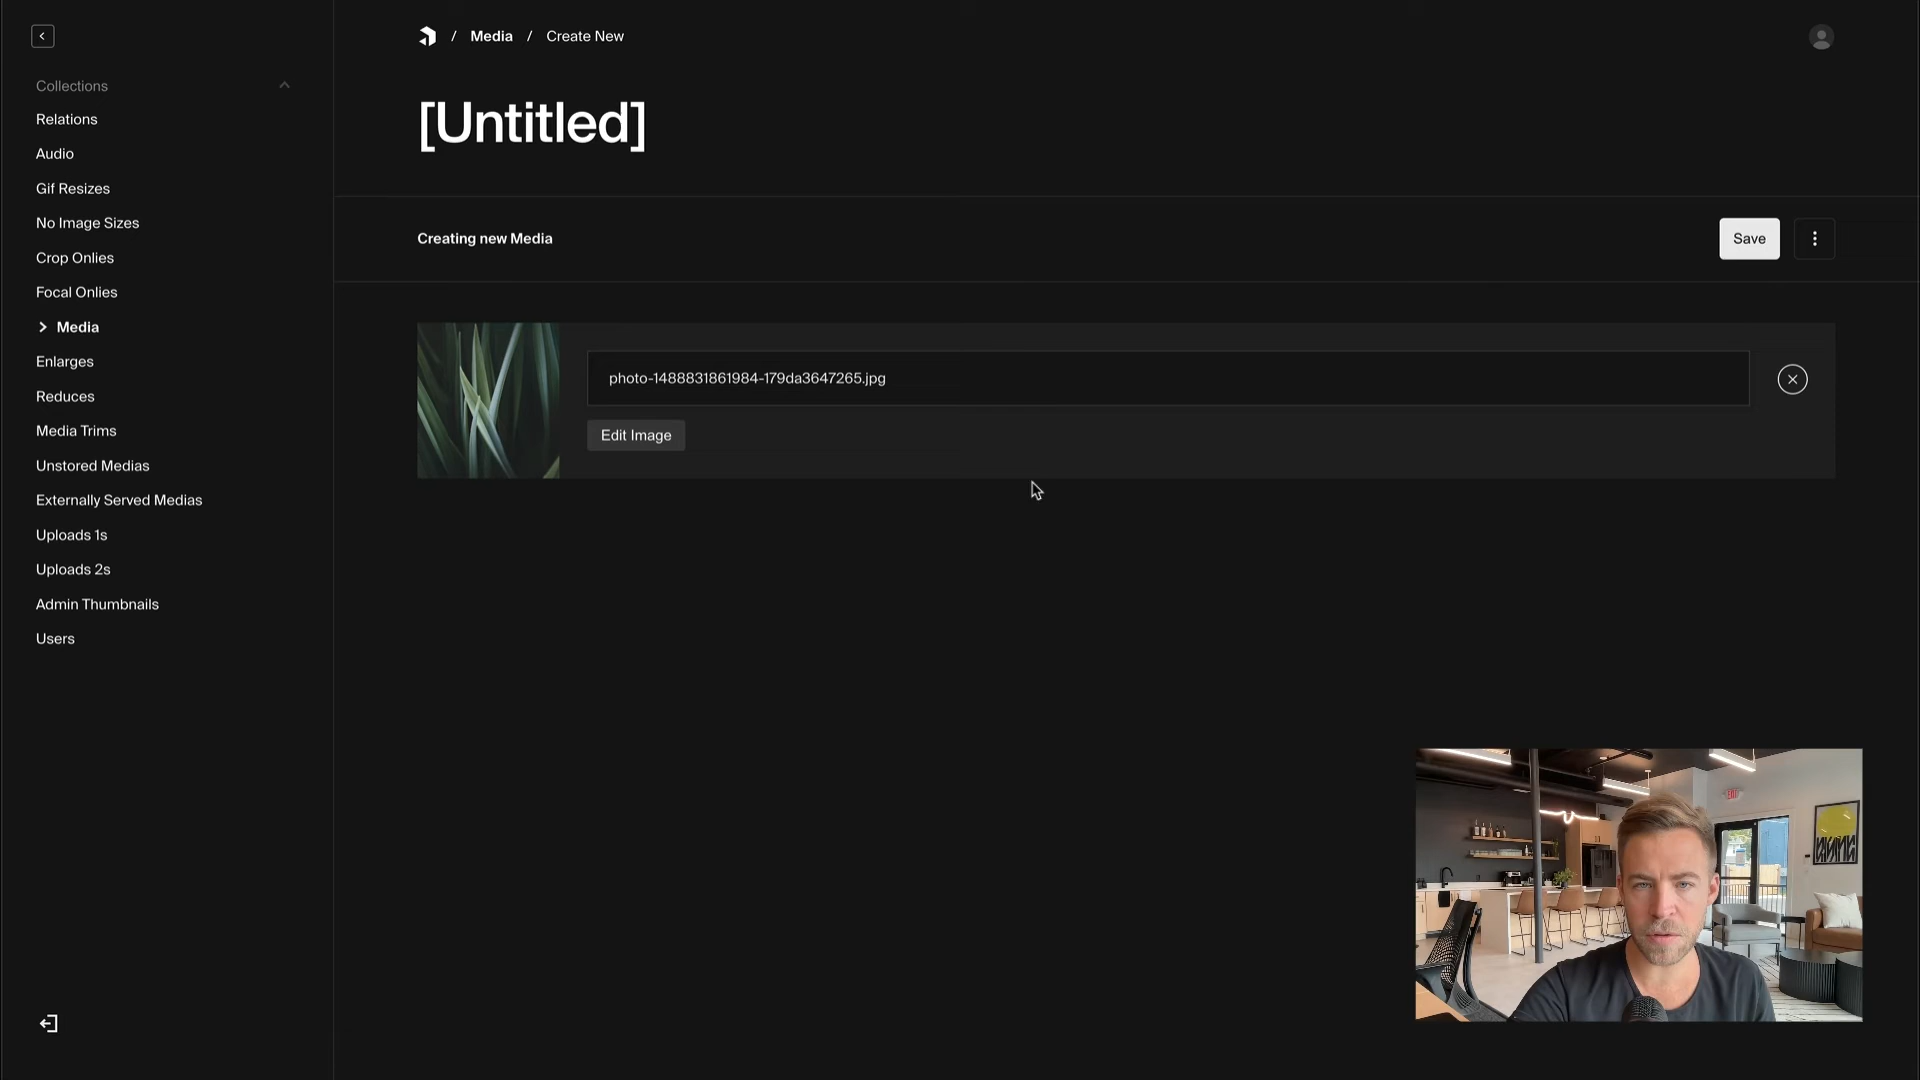 / Media / Create New
Collections
Relations
Audio
Gif Resizes
No Image Sizes
Crop Onlies
Focal Onlies
Media
Enlarges
Reduces
Media Trims
Unstored Medias
Externally Served Medias
Uploads 1s
Uploads 2s
Admin Thumbnails
Users
[Untitled]
Creating new Media
Save
photo-1488831861984-179da3647265.jpg
Edit Image